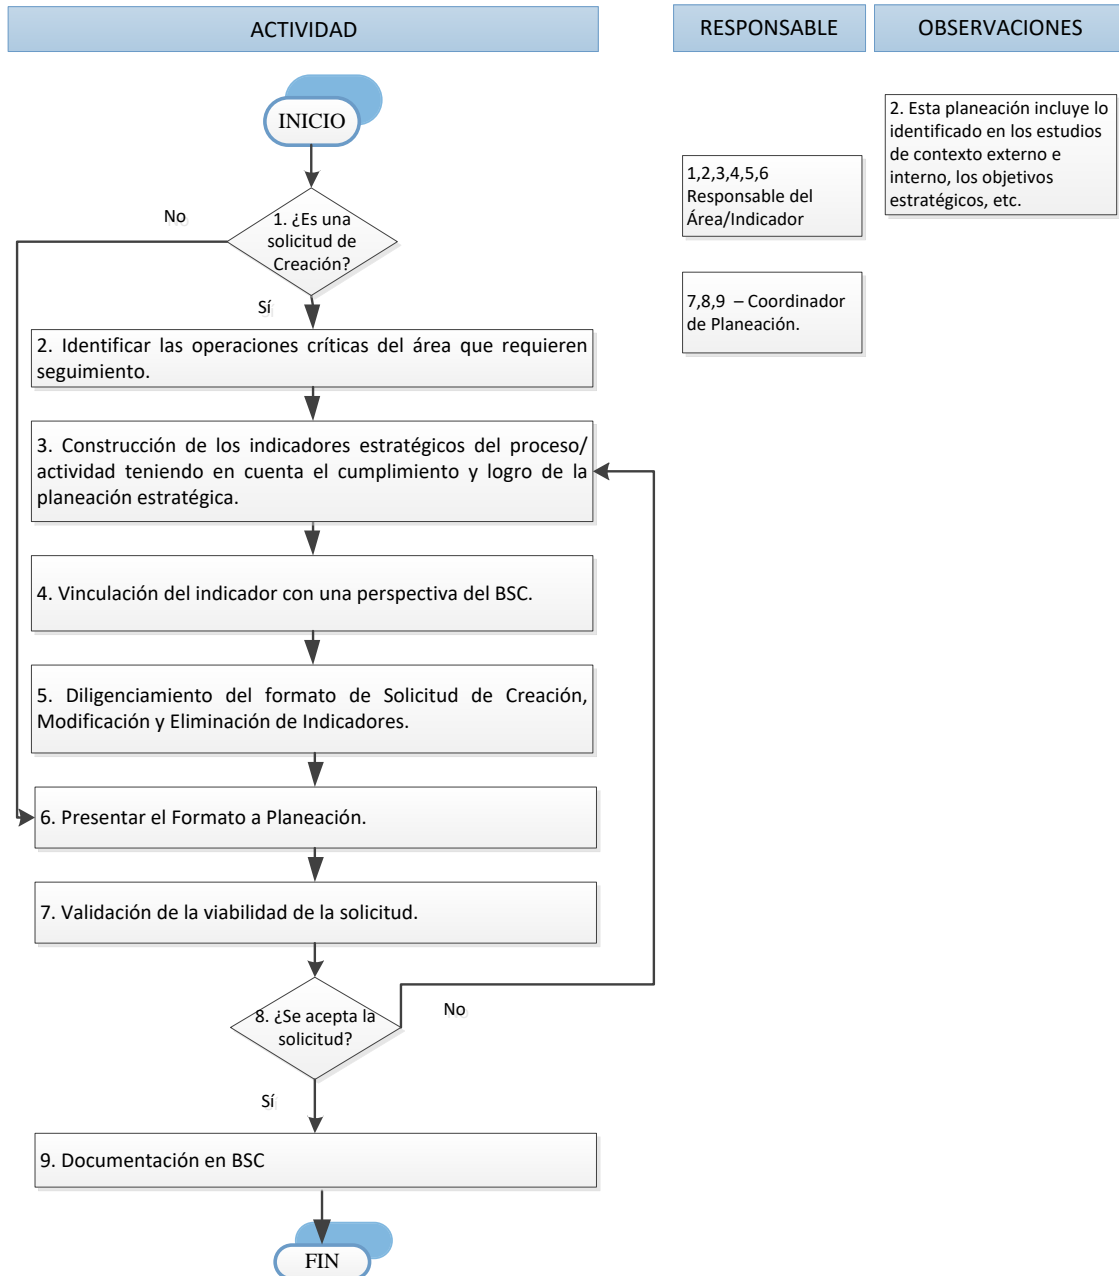 ACTIVIDAD
RESPONSABLE
OBSERVACIONES
INICIO
2. Esta planeación incluye lo
identificado en los estudios
de contexto externo e
interno, los objetivos
estratégicos, etc.
1,2,3,4,5,6
Responsable del
Área/Indicador
No
1. ¿Es una
solicitud de
Creación?
Sí
7,8,9 – Coordinador
de Planeación.
2. Identificar las operaciones críticas del área que requieren
seguimiento.
3. Construcción de los indicadores estratégicos del proceso/
actividad teniendo en cuenta el cumplimiento y logro de la
planeación estratégica.
4. Vinculación del indicador con una perspectiva del BSC.
5. Diligenciamiento del formato de Solicitud de Creación,
Modificación y Eliminación de Indicadores.
6. Presentar el Formato a Planeación.
7. Validación de la viabilidad de la solicitud.
8. ¿Se acepta la
solicitud?
No
Sí
9. Documentación en BSC
FIN